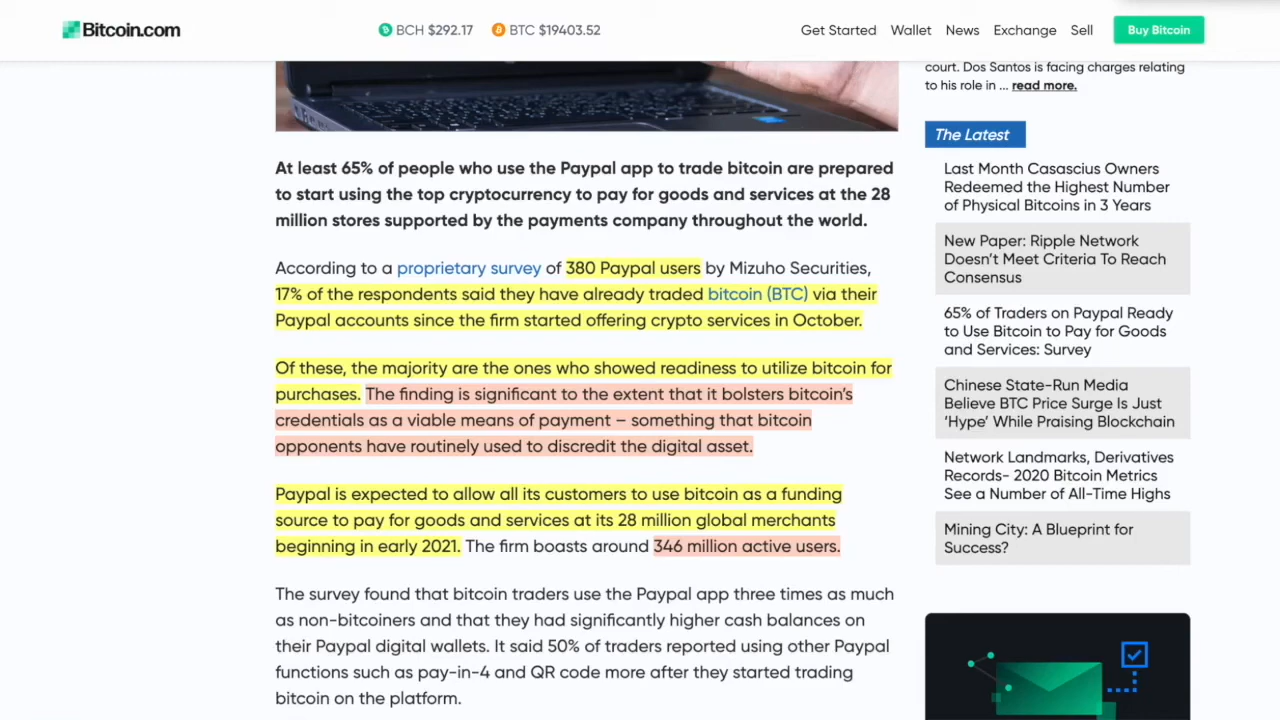 Bitcoin.com
BCH $292.17 BTC $19403.52
Get Started Wallet News Exchange Sell Buy Bitcoin
At least 65% of people who use the Paypal app to trade bitcoin are prepared
to start using the top cryptocurrency to pay for goods and services at the 28
million stores supported by the payments company throughout the world.
According to a proprietary survey of 380 Paypal users by Mizuho Securities,
17% of the respondents said they have already traded bitcoin (BTC) via their
Paypal accounts since the firm started offering crypto services in October.
Of these, the majority are the ones who showed readiness to utilize bitcoin for
purchases. The finding is significant to the extent that it bolsters bitcoin’s
credentials as a viable means of payment – something that bitcoin
opponents have routinely used to discredit the digital asset.
Paypal is expected to allow all its customers to use bitcoin as a funding
source to pay for goods and services at its 28 million global merchants
beginning in early 2021. The firm boasts around 346 million active users.
The survey found that bitcoin traders use the Paypal app three times as much
as non-bitcoiners and that they had significantly higher cash balances on
their Paypal digital wallets. It said 50% of traders reported using other Paypal
functions such as pay-in-4 and QR code more after they started trading
bitcoin on the platform.
court. Dos Santos is facing charges relating
to his role in ... read more.
The Latest
Last Month Casascius Owners
Redeemed the Highest Number
of Physical Bitcoins in 3 Years
New Paper: Ripple Network
Doesn’t Meet Criteria To Reach
Consensus
65% of Traders on Paypal Ready
to Use Bitcoin to Pay for Goods
and Services: Survey
Chinese State-Run Media
Believe BTC Price Surge Is Just
‘Hype’ While Praising Blockchain
Network Landmarks, Derivatives
Records- 2020 Bitcoin Metrics
See a Number of All-Time Highs
Mining City: A Blueprint for
Success?